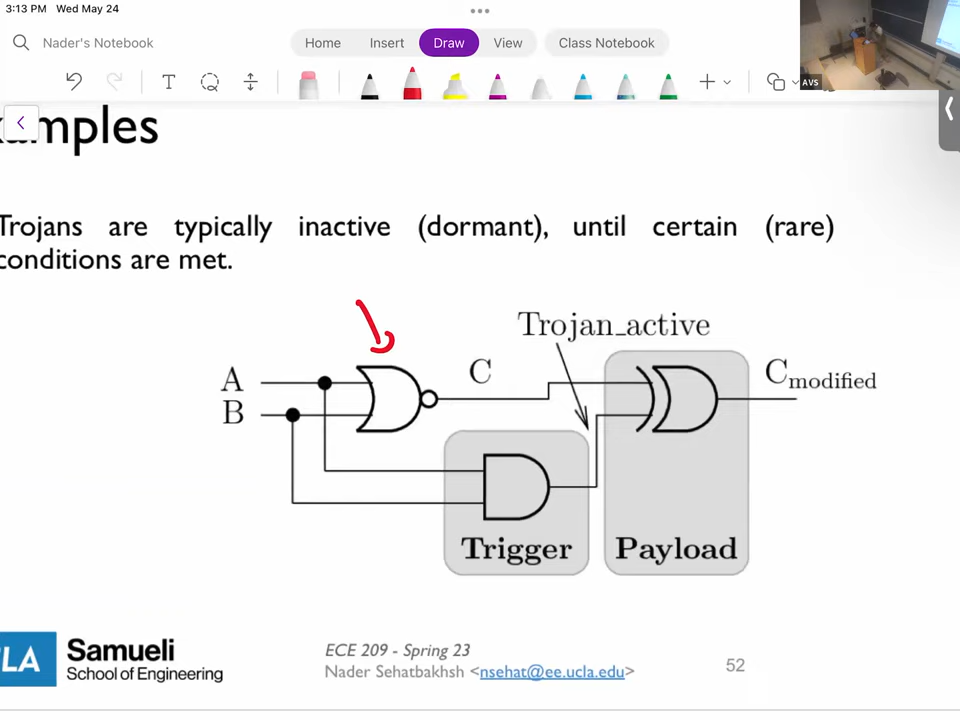 3:13 PM Wed May 24
Nader's Notebook
Home Insert Draw View Class Notebook
T
AVS
amples
Trojans are typically inactive (dormant), until certain (rare)
conditions are met.
Trojan_active
A
B
C
Cmodified
Trigger
Payload
LA
Samueli
School of Engineering
ECE 209 - Spring 23
Nader Sehatbakhsh <nsehat@ee.ucla.edu>
52